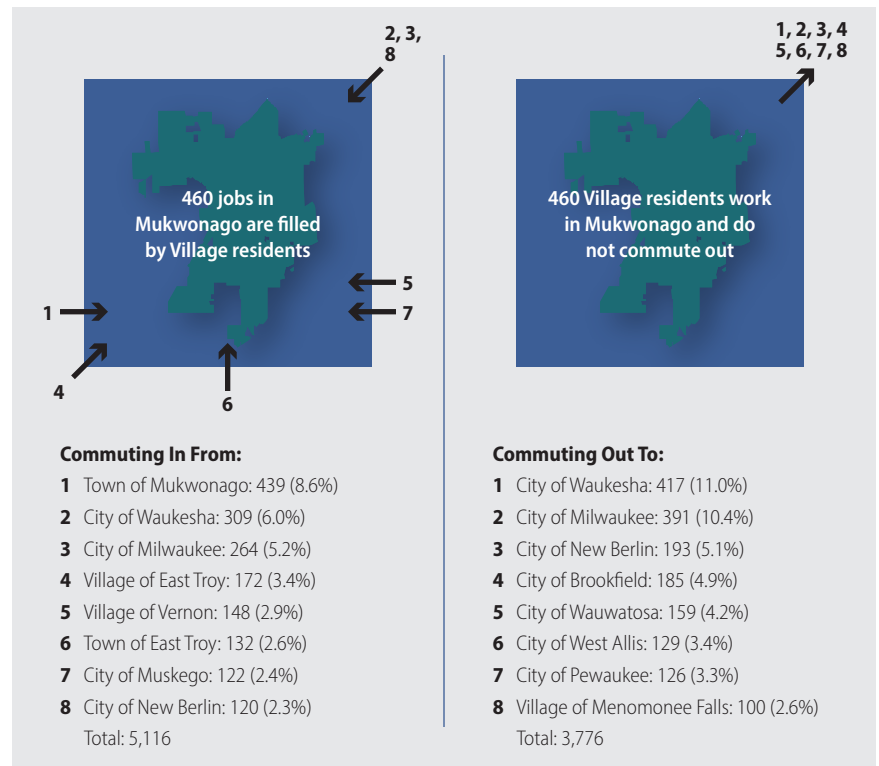 2, 3,
8
460 jobs in
Mukwonago are filled
by Village residents
5
1
7
4
6
Commuting In From:
1 Town of Mukwonago: 439 (8.6%)
2 City of Waukesha: 309 (6.0%)
3 City of Milwaukee: 264 (5.2%)
4 Village of East Troy: 172 (3.4%)
5 Village of Vernon: 148 (2.9%)
6 Town of East Troy: 132 (2.6%)
7 City of Muskego: 122 (2.4%)
8 City of New Berlin: 120 (2.3%)
Total: 5,116
1, 2, 3, 4
5, 6, 7, 8
460 Village residents work
in Mukwonago and do
not commute out
Commuting Out To:
1 City of Waukesha: 417 (11.0%)
2 City of Milwaukee: 391 (10.4%)
3 City of New Berlin: 193 (5.1%)
4 City of Brookfield: 185 (4.9%)
5 City of Wauwatosa: 159 (4.2%)
6 City of West Allis: 129 (3.4%)
7 City of Pewaukee: 126 (3.3%)
8 Village of Menomonee Falls: 100 (2.6%)
Total: 3,776